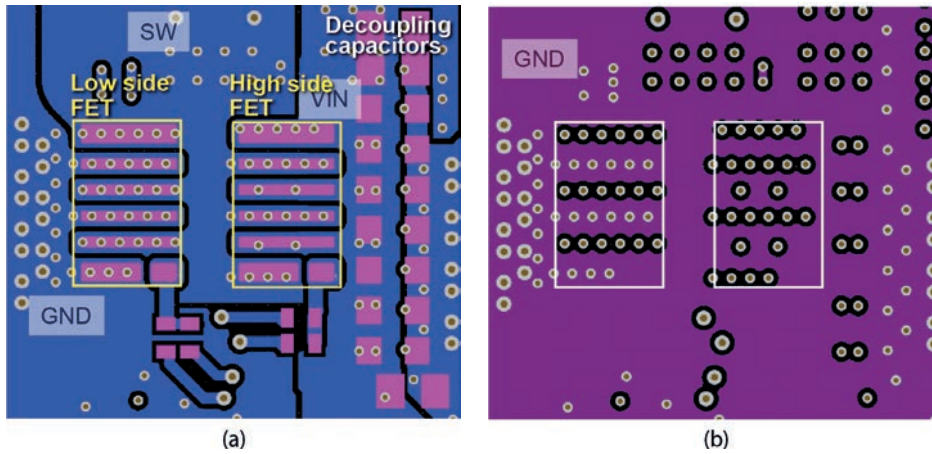 SW
Decoupling
capacitors
Low side
FET
High side
FET
VIN
GND
(a)
GND
(b)